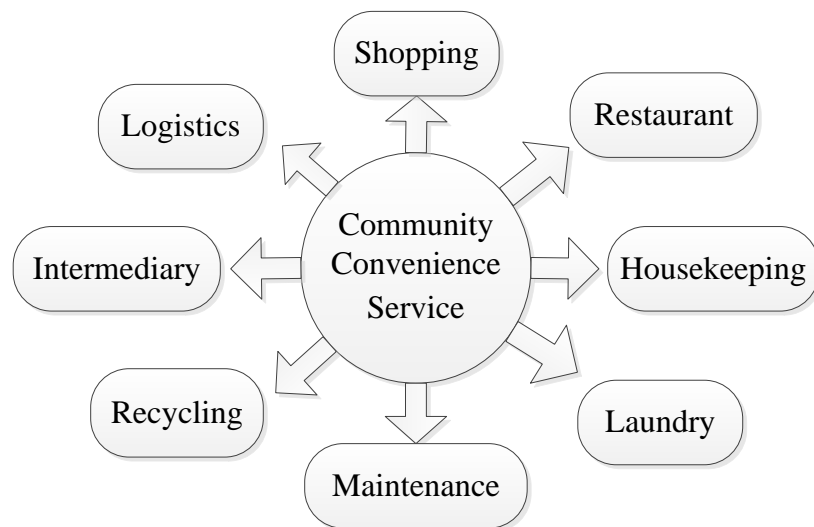 Shopping
Logistics
Restaurant
Community
Convenience
Service
Intermediary
Housekeeping
Recycling
Laundry
Maintenance